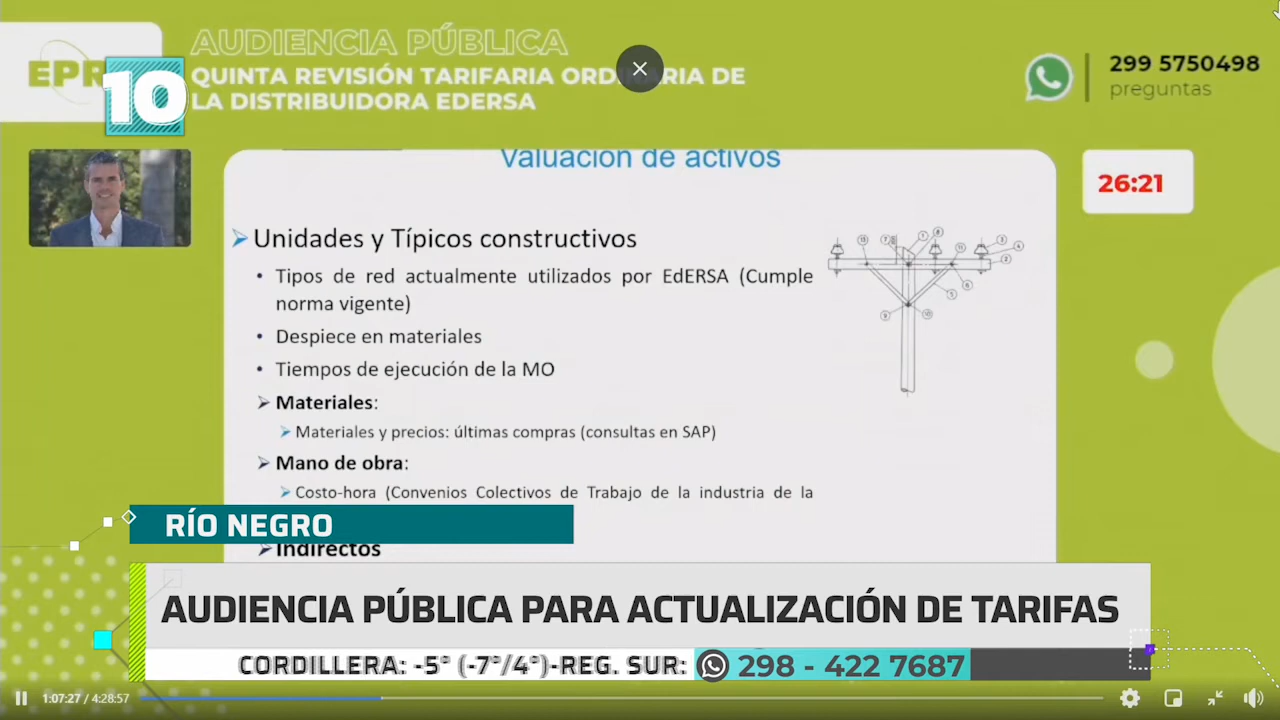 EPR
10
AUDIENCIA PÚBLICA
QUINTA REVISIÓN TARIFARIA ORDINARIA DE
LA DISTRIBUIDORA EDERSA
299 5750498
preguntas
26:21
Valuación de activos
Unidades y Típicos constructivos
• Tipos de red actualmente utilizados por EdERSA (Cumple
norma vigente)
• Despiece en materiales
• Tiempos de ejecución de la MO
Materiales:
Materiales y precios: últimas compras (consultas en SAP)
Mano de obra:
Costo-hora (Convenios Colectivos de Trabajo de la industria de la
Indirectos
RÍO NEGRO
AUDIENCIA PÚBLICA PARA ACTUALIZACIÓN DE TARIFAS
CORDILLERA: -5° (-7°/4°)-REG. SUR: 298 - 422 7687
1:07:27 / 4:28:57